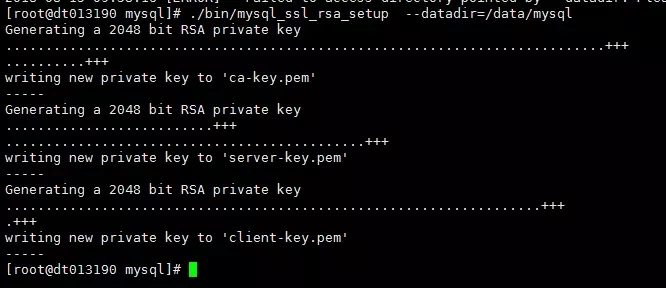 [root@dt013190 mysql]# ./bin/mysql_ssl_rsa_setup  --datadir=/data/mysql
Generating a 2048 bit RSA private key
..........................................................................+++
..........+++
writing new private key to 'ca-key.pem'
-----
Generating a 2048 bit RSA private key
..........................+++
.............................................+++
writing new private key to 'server-key.pem'
-----
Generating a 2048 bit RSA private key
..................................................................+++
.+++
writing new private key to 'client-key.pem'
-----
[root@dt013190 mysql]#